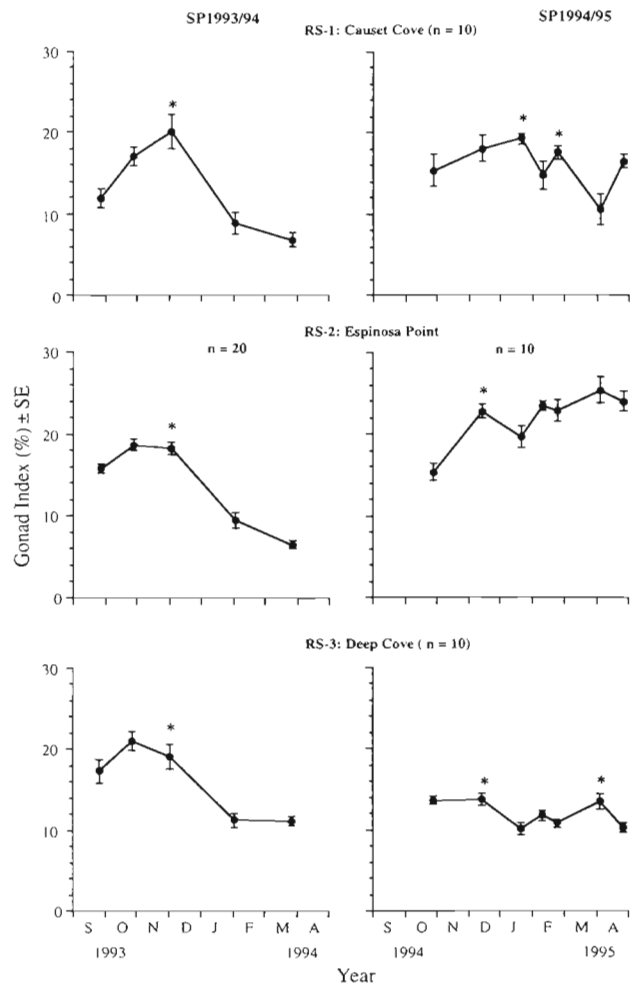 SP1993/94 SP1994/95
RS-1: Causet Cove (n = 10)
30
20
10
0
*
* *
RS-2: Espinosa Point
n = 20 n = 10
30
20
10
0
*
*
Gonad Index (%) ± SE
RS-3: Deep Cove ( n = 10)
30
20
10
0
*
* *
S O N D J F M A S O N D J F M A
1993 1994 1994 1995
Year